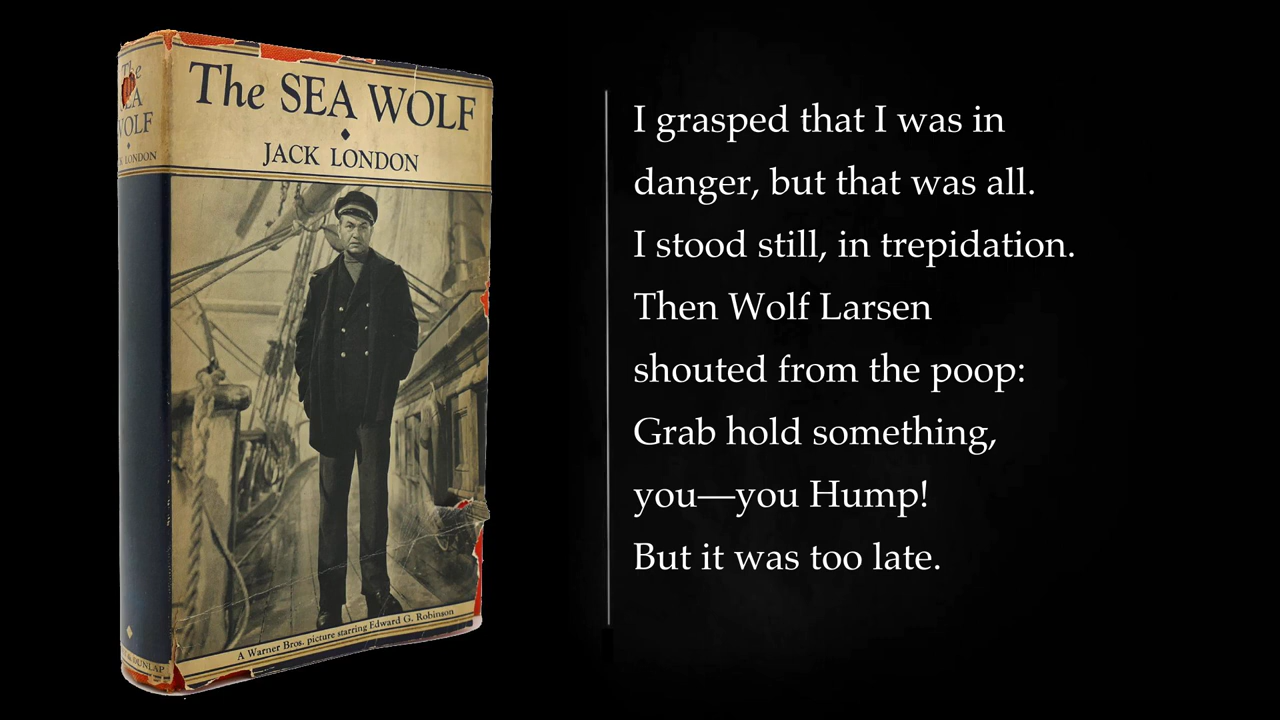 The SEA WOLF
JACK LONDON
A Warner Bros. picture starring Edward G. Robinson
The
SEA
WOLF
LONDON
DUNLAP
I grasped that I was in
danger, but that was all.
I stood still, in trepidation.
Then Wolf Larsen
shouted from the poop:
Grab hold something,
you—you Hump!
But it was too late.